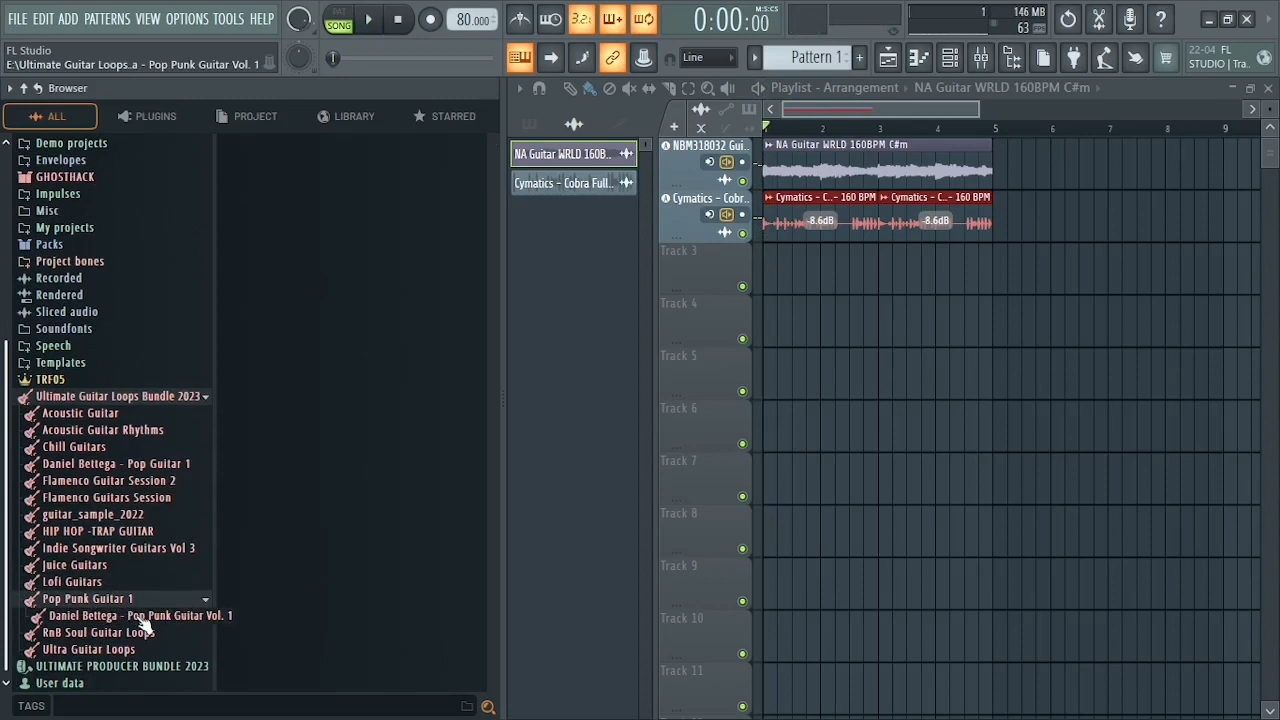 FILE EDIT ADD PATTERNS VIEW OPTIONS TOOLS HELP
PAT
SONG
80.000
3.2:
0:00:00
M:S:CS
1
146 MB
63
E:\Ultimate Guitar Loops.a - Pop Punk Guitar Vol. 1
Line
Pattern 1
22-04 FL
STUDIO | Tra..
Browser
Playlist - Arrangement
NA Guitar WRLD 160BPM C#m
ALL
PLUGINS
PROJECT
LIBRARY
STARRED
2
3
4
5
6
7
8
9
Demo projects
Envelopes
GOSTHACK
Impulses
Misc
My projects
Packs
Project bones
Recorded
Rendered
Sliced audio
Soundfonts
Speech
Templates
TRF05
Ultimate Guitar Loops Bundle 2023
Acoustic Guitar
Acoustic Guitar Rhythms
Chill Guitars
Daniel Bettega - Pop Guitar 1
Flamenco Guitar Session 2
Flamenco Guitars Session
guitar_sample_2022
HIP HOP -TRAP GUITAR
Indie Songwriter Guitars Vol 3
Juice Guitars
Lofi Guitars
Pop Punk Guitar 1
Daniel Bettega - Pop Punk Guitar Vol. 1
RnB Soul Guitar Loops
Ultra Guitar Loops
ULTIMATE PRODUCER BUNDLE 2023
User data
TAGS
NA Guitar WRLD 160B..
Cymatics - Cobra Full..
NBM318032 Gui..
NA Guitar WRLD 160BPM C#m
Cymatics - Cobr..
Cymatics - C..- 160 BPM
Cymatics - C..- 160 BPM
-8.6dB
-8.6dB
Track 3
Track 4
Track 5
Track 6
Track 7
Track 8
Track 9
Track 10
Track 11